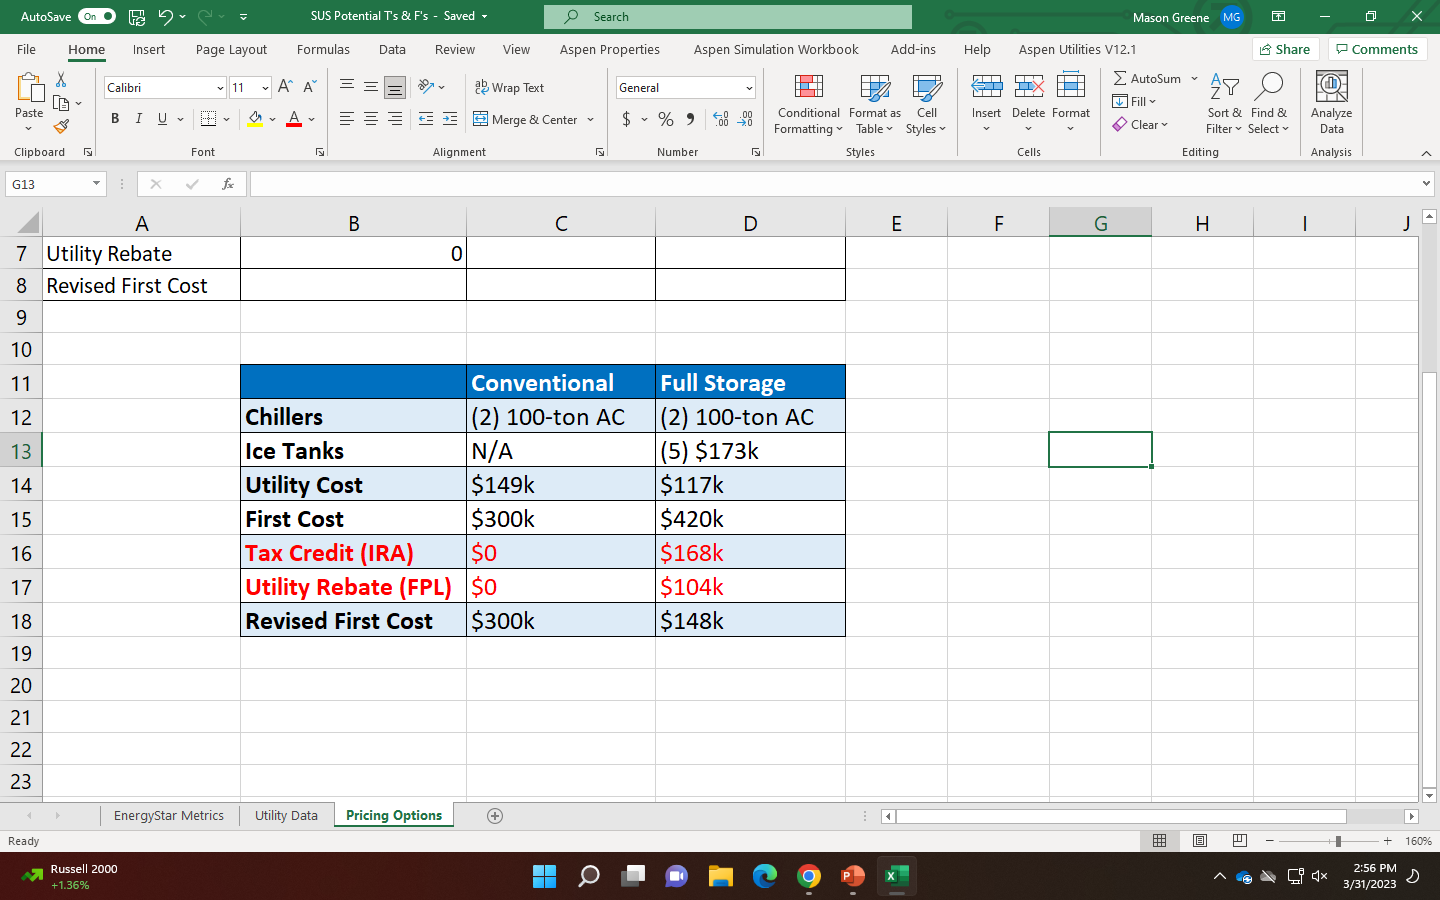 AutoSave On SUS Potential T's & F's - Saved Search Mason Greene MG
File Home Insert Page Layout Formulas Data Review View Aspen Properties Aspen Simulation Workbook Add-ins Help Aspen Utilities V12.1 Share Comments
Paste
Clipboard
Calibri 11
B I U A
Font
Wrap Text
Merge & Center
Alignment
General
$ % 9
Number
Conditional Formatting
Format as Table
Cell Styles
Styles
Insert Delete Format
Cells
AutoSum
Fill
Clear
Sort & Filter
Find & Select
Editing
Analyze Data
Analysis
G13 fx
A B C D E F G H I J
7 Utility Rebate 0
8 Revised First Cost
9
10
11 Conventional Full Storage
12 Chillers (2) 100-ton AC (2) 100-ton AC
13 Ice Tanks N/A (5) $173k
14 Utility Cost $149k $117k
15 First Cost $300k $420k
16 Tax Credit (IRA) $0 $168k
17 Utility Rebate (FPL) $0 $104k
18 Revised First Cost $300k $148k
19
20
21
22
23
EnergyStar Metrics Utility Data Pricing Options
Ready 160%
Russell 2000
+1.36%
2:56 PM
3/31/2023